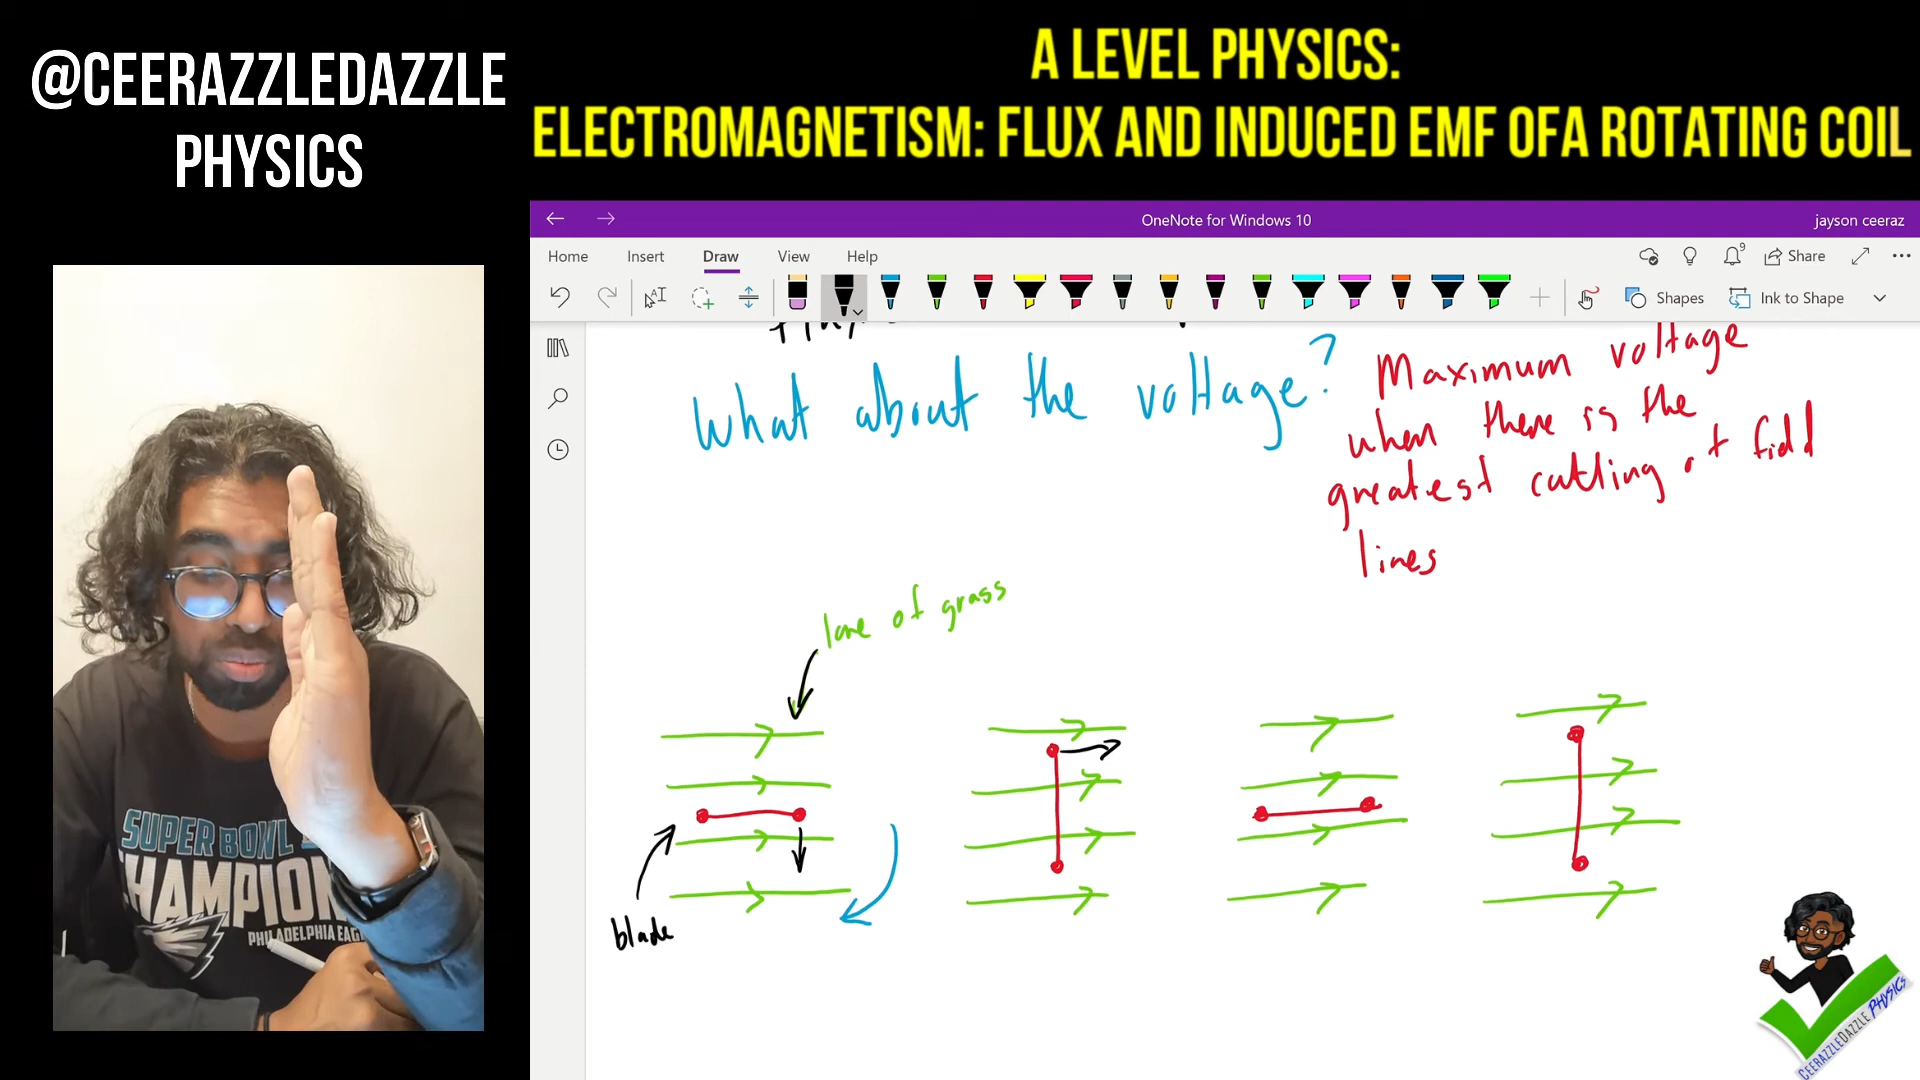 @CEERAZZLEDAZZLE
PHYSICS
A LEVEL PHYSICS:
ELECTROMAGNETISM: FLUX AND INDUCED EMF OFA ROTATING COIL
OneNote for Windows 10
jayson ceeraz
Home Insert Draw View Help
9
Share
Shapes
Ink to Shape
What about the voltage?
Maximum voltage
when there is the
greatest cutting of field
lines
of grass
blade
SUPER BOWL
CHAMPION
PHILADELPHIA EAG
CEERAZZLEDAZZLE PHYSICS